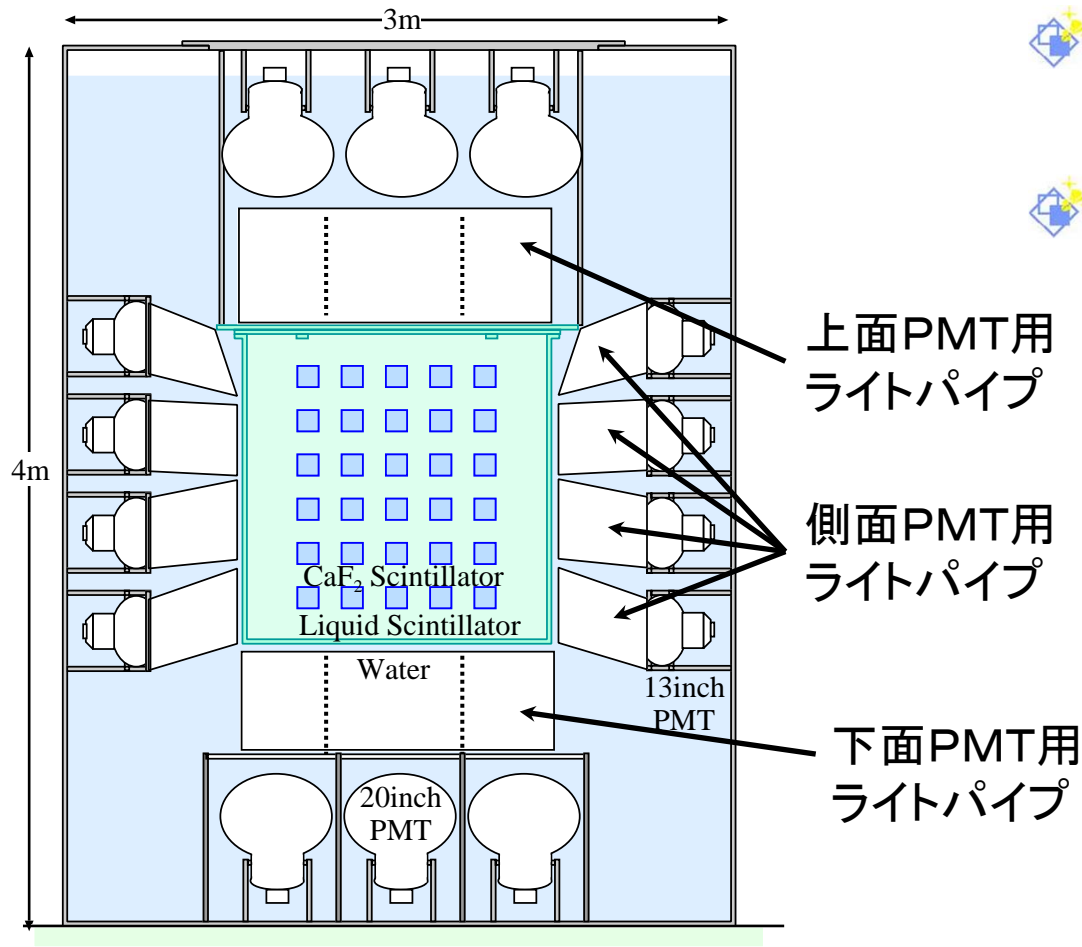 3m
4m
上面PMT用
ライトパイプ
側面PMT用
ライトパイプ
CaF₂ Scintillator
Liquid Scintillator
Water
13inch
PMT
下面PMT用
ライトパイプ
20inch
PMT